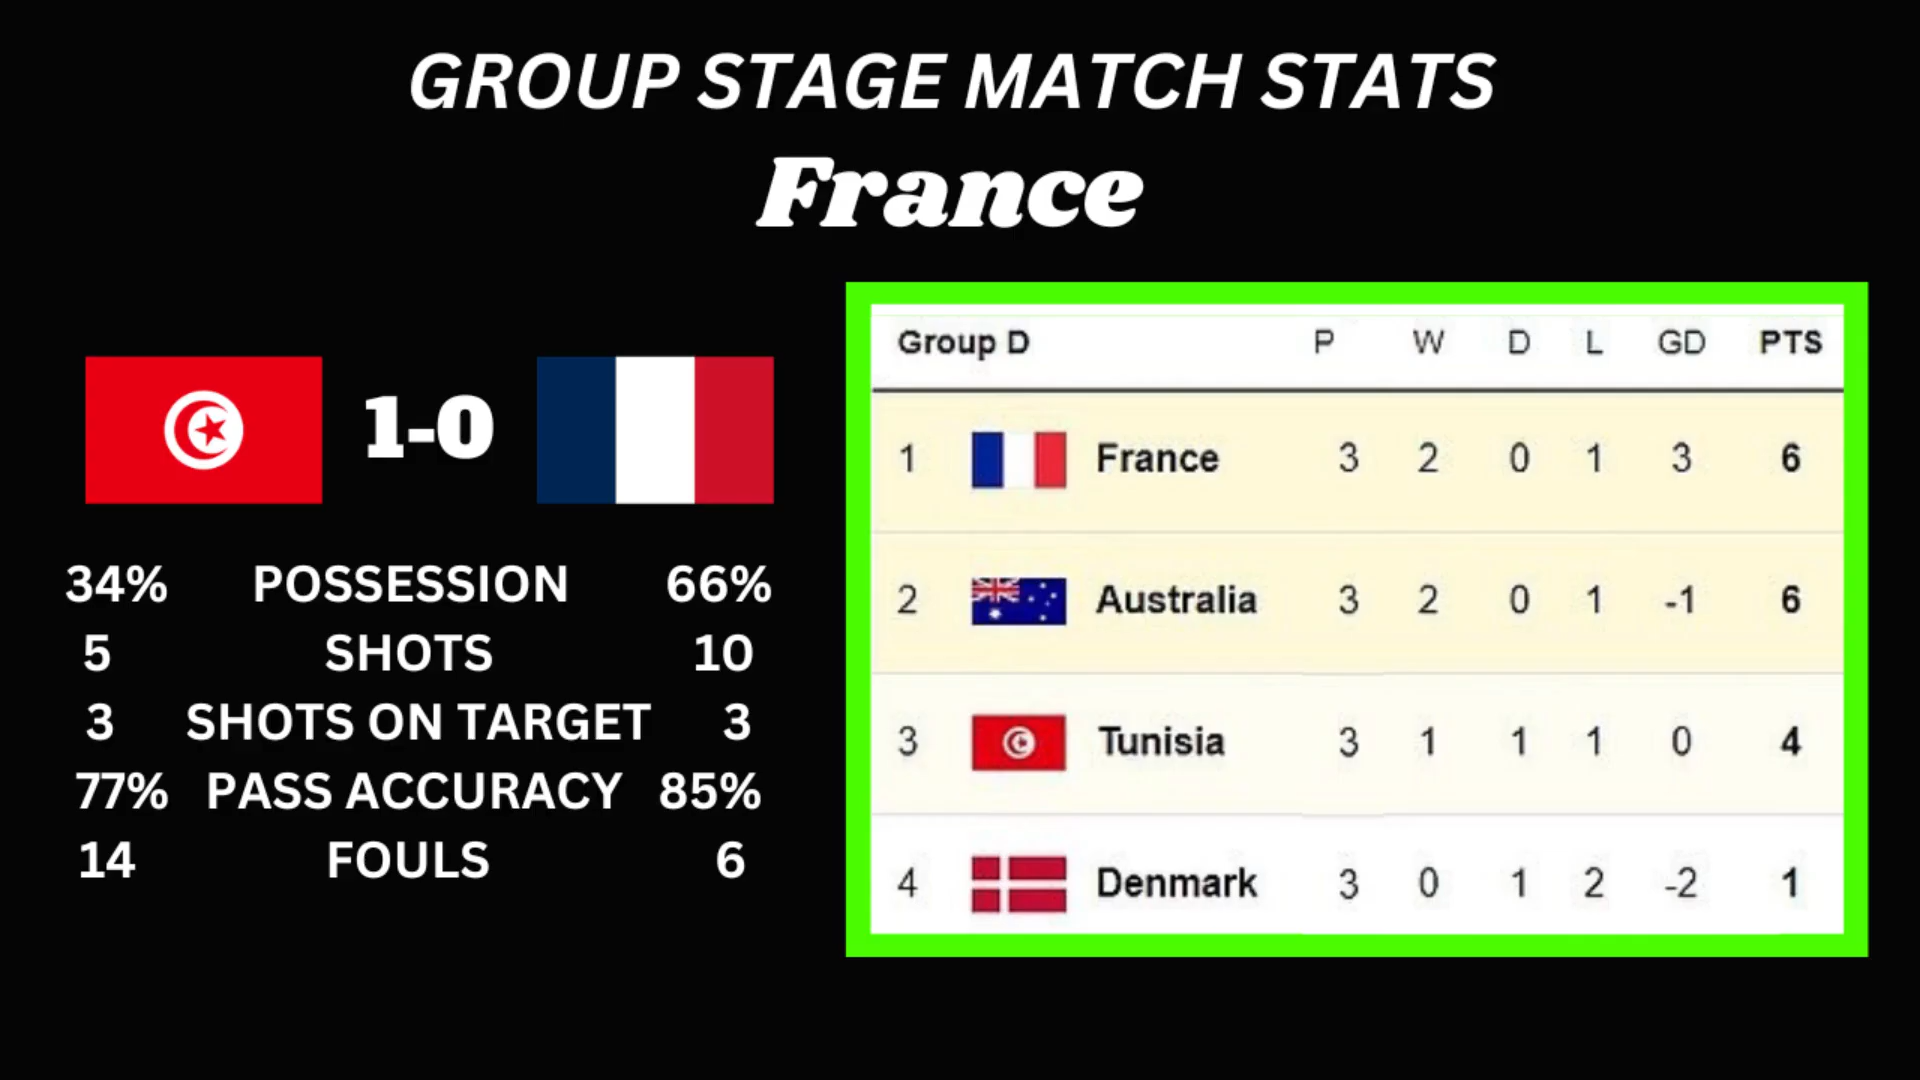 GROUP STAGE MATCH STATS
France
1-0
34% POSSESSION 66%
5 SHOTS 10
3 SHOTS ON TARGET 3
77% PASS ACCURACY 85%
14 FOULS 6
Group D P W D L GD PTS
1 France 3 2 0 1 3 6
2 Australia 3 2 0 1 -1 6
3 Tunisia 3 1 1 1 0 4
4 Denmark 3 0 1 2 -2 1